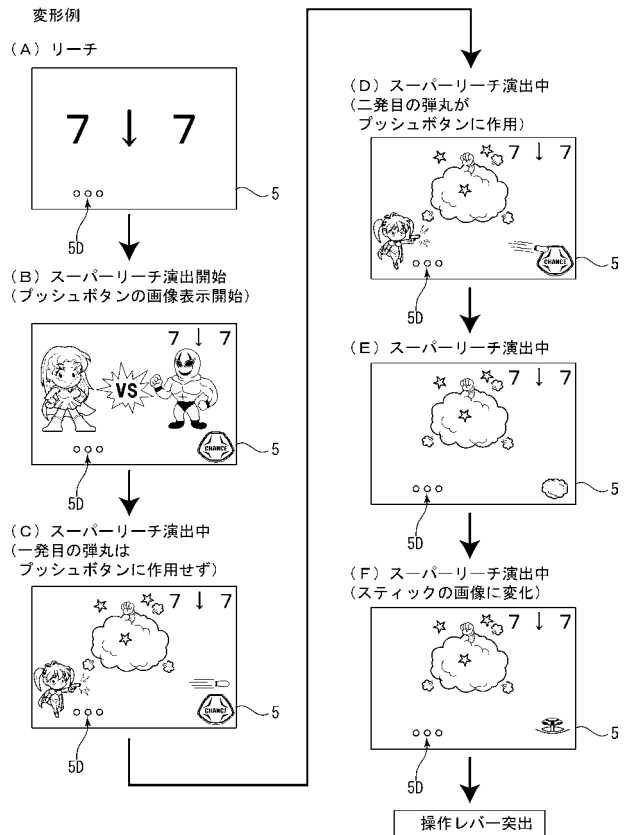 変形例
(A) リーチ
7 ↓ 7
5
5D
(B) スーパーリーチ演出開始
(プッシュボタンの画像表示開始)
7 ↓ 7
VS
CHANCE
5
5D
(C) スーパーリーチ演出中
(一発目の弾丸は
プッシュボタンに作用せず)
7 ↓ 7
CHANCE
5
5D
(D) スーパーリーチ演出中
(二発目の弾丸が
プッシュボタンに作用)
7 ↓ 7
CHANCE
5
5D
(E) スーパーリーチ演出中
7 ↓ 7
5
5D
(F) スーパーリーチ演出中
(スティックの画像に変化)
7 ↓ 7
5
5D
操作レバー突出